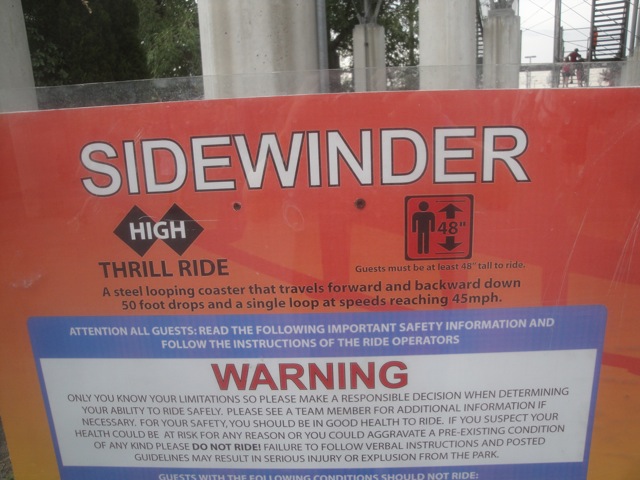 SIDEWINDER
HIGH
48"
THRILL RIDE
Guests must be at least 48" tall to ride.
A steel looping coaster that travels forward and backward down
50 foot drops and a single loop at speeds reaching 45mph.
ATTENTION ALL GUESTS: READ THE FOLLOWING IMPORTANT SAFETY INFORMATION AND
FOLLOW THE INSTRUCTIONS OF THE RIDE OPERATORS
WARNING
ONLY YOU KNOW YOUR LIMITATIONS SO PLEASE MAKE A RESPONSIBLE DECISION WHEN DETERMINING
YOUR ABILITY TO RIDE SAFELY. PLEASE SEE A TEAM MEMBER FOR ADDITIONAL INFORMATION IF
NECESSARY. FOR YOUR SAFETY, YOU SHOULD BE IN GOOD HEALTH TO RIDE. IF YOU SUSPECT YOUR
HEALTH COULD BE AT RISK FOR ANY REASON OR YOU COULD AGGRAVATE A PRE-EXISTING CONDITION
OF ANY KIND PLEASE DO NOT RIDE! FAILURE TO FOLLOW VERBAL INSTRUCTIONS AND POSTED
GUIDELINES MAY RESULT IN SERIOUS INJURY OR EXPLUSION FROM THE PARK.
GUESTS WITH THE FOLLOWING CONDITIONS SHOULD NOT RIDE: